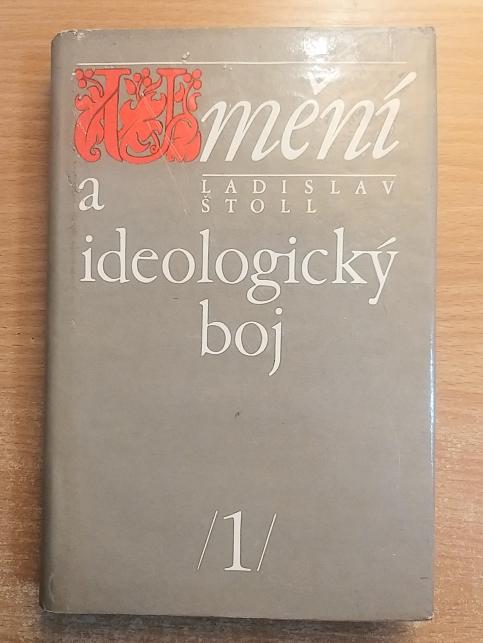 Umění
LADISLAV
a ŠTOLL
ideologický
boj
/1/